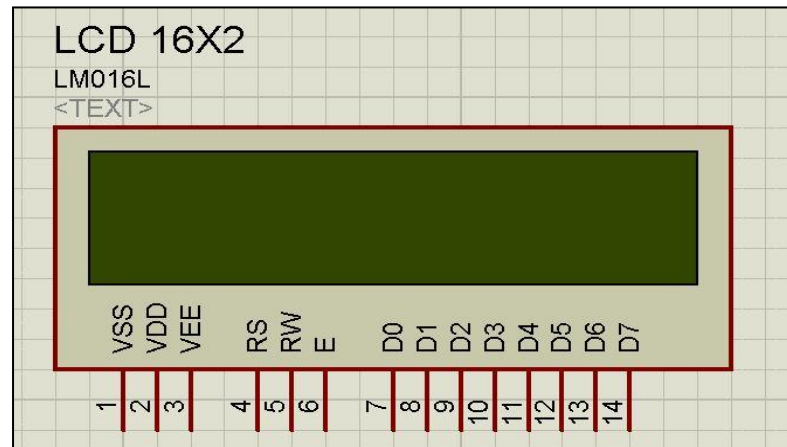 LCD 16X2
LM016L
<TEXT>
VSS VDD VEE RS RW E D0 D1 D2 D3 D4 D5 D6 D7
1 2 3 4 5 6 7 8 9 10 11 12 13 14